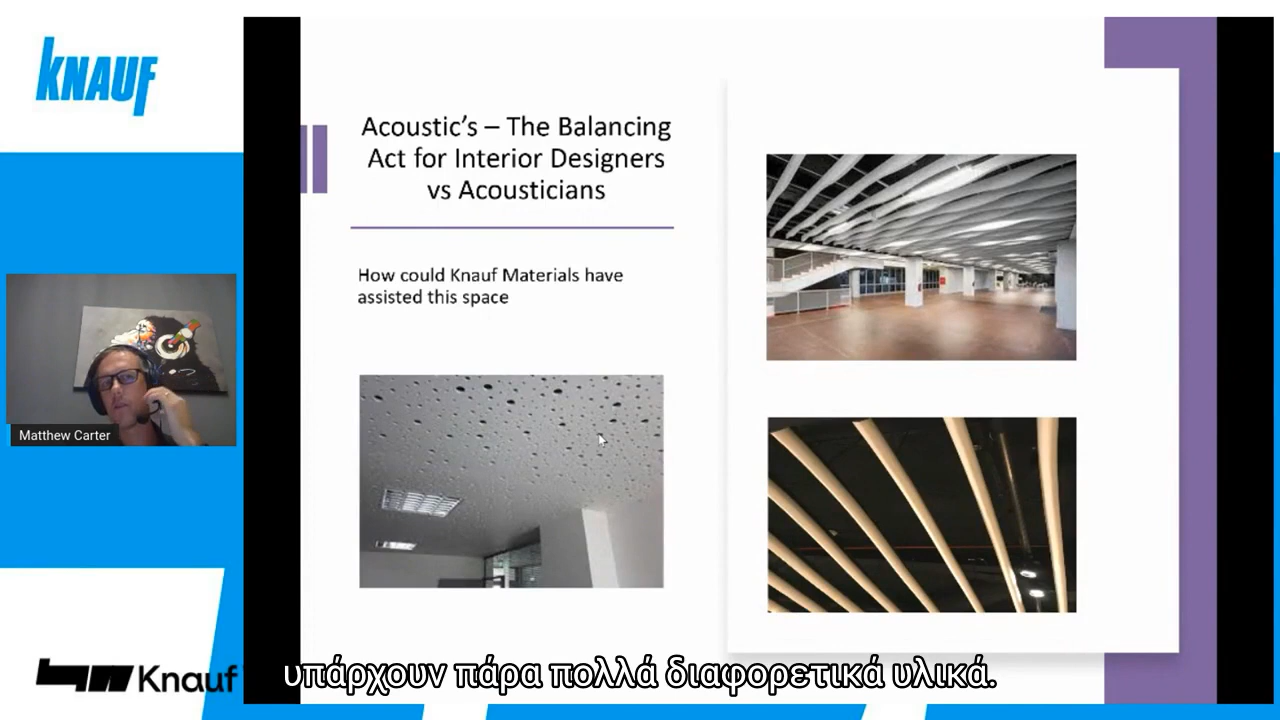 KNAUF
Acoustic's – The Balancing
Act for Interior Designers
vs Acousticians
How could Knauf Materials have
assisted this space
Matthew Carter
Knauf
υπάρχουν πάρα πολλά διαφορετικά υλικά.